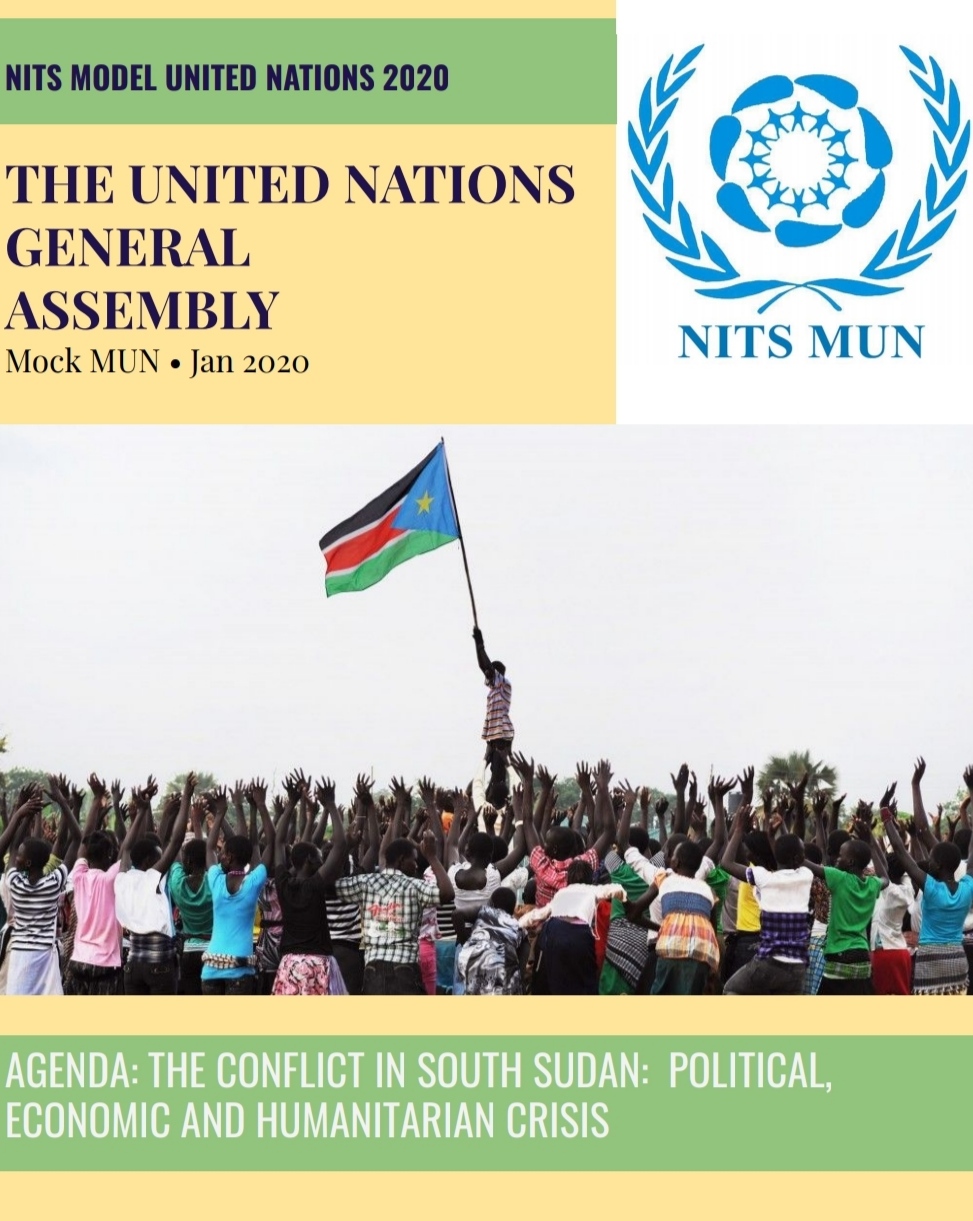 NITS MODEL UNITED NATIONS 2020
THE UNITED NATIONS
GENERAL
ASSEMBLY
Mock MUN • Jan 2020
NITS MUN
AGENDA: THE CONFLICT IN SOUTH SUDAN: POLITICAL,
ECONOMIC AND HUMANITARIAN CRISIS